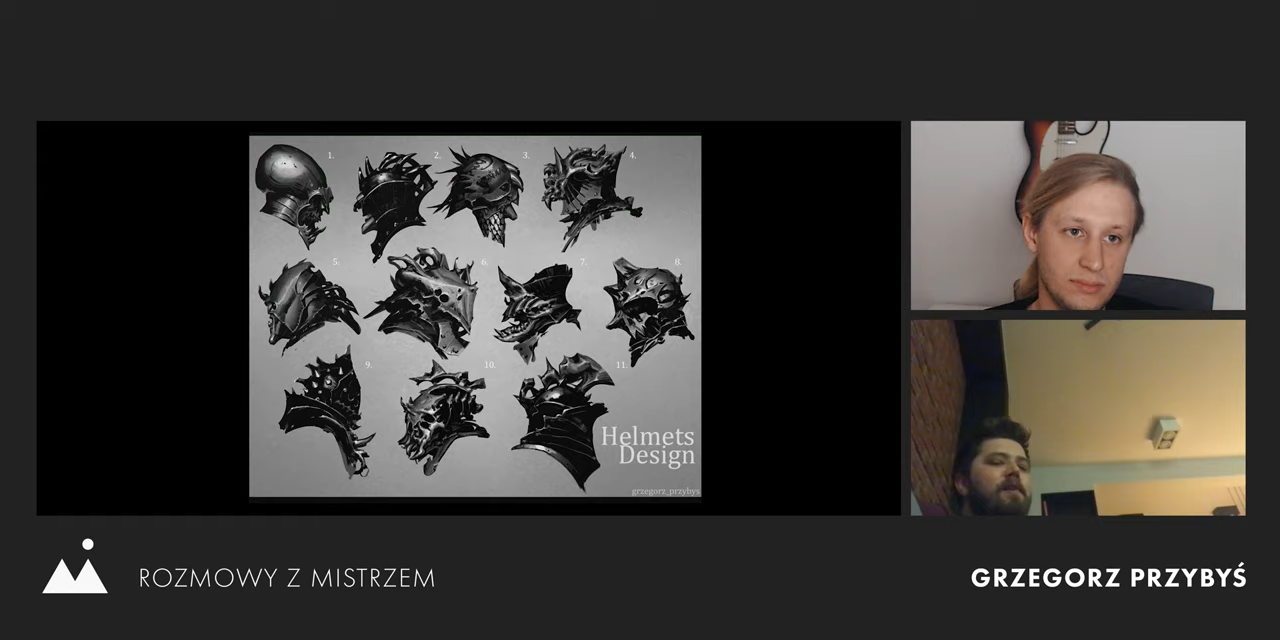 1.
2.
3.
4.
5.
6.
7.
8.
9.
10.
11.
Helmets
Design
grzegorz_przybys
ROZMOWY Z MISTRZEM
GRZEGORZ PRZYBYŚ